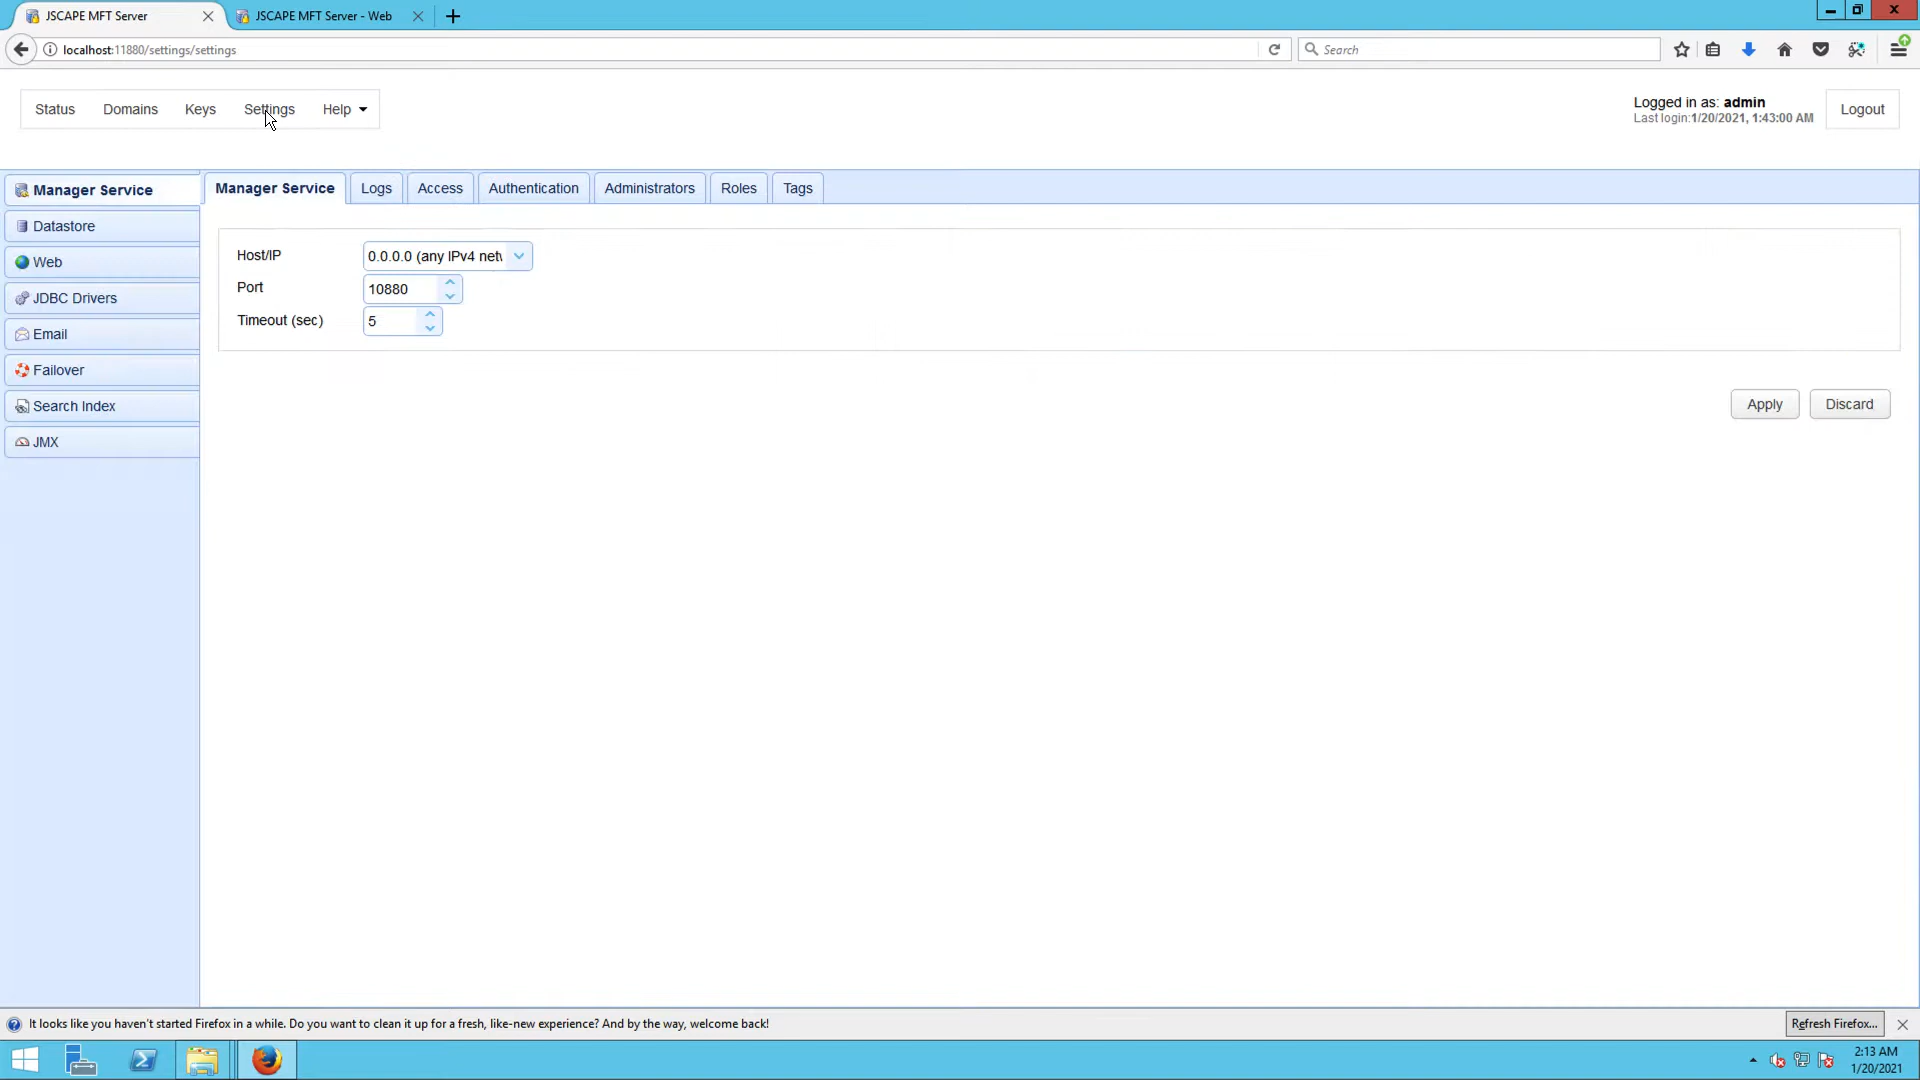 JSCAPE MFT Server
JSCAPE MFT Server - Web
localhost:11880/settings/settings
Search
Status
Domains
Keys
Settings
Help
Logged in as: admin
Last login:1/20/2021, 1:43:00 AM
Logout
Manager Service
Datastore
Web
JDBC Drivers
Email
Failover
Search Index
JMX
Manager Service
Logs
Access
Authentication
Administrators
Roles
Tags
Host/IP
0.0.0.0 (any IPv4
Port
10880
Timeout (sec)
5
Apply
Discard
It looks like you haven't started Firefox in a while. Do you want to clean it up for a fresh, like-new experience? And by the way, welcome back!
Refresh Firefox...
2:13 AM
1/20/2021